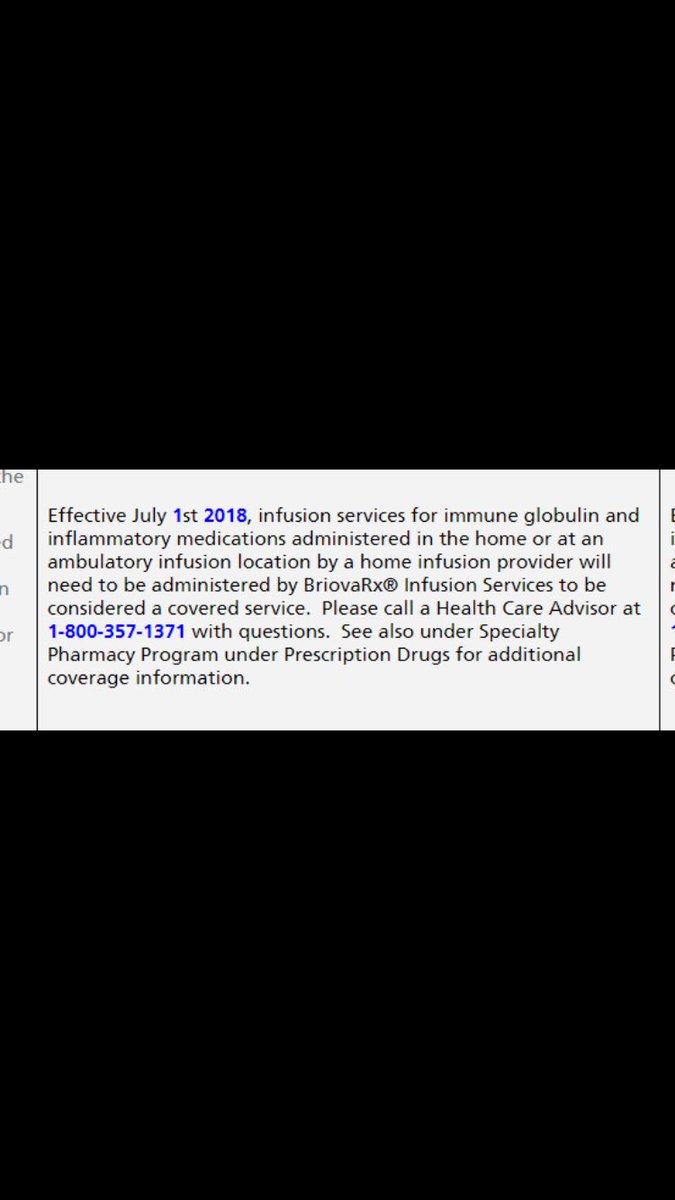 he
ed
n
or
Effective July 1st 2018, infusion services for immune globulin and
inflammatory medications administered in the home or at an
ambulatory infusion location by a home infusion provider will
need to be administered by BriovaRx® Infusion Services to be
considered a covered service.  Please call a Health Care Advisor at
1-800-357-1371 with questions.  See also under Specialty
Pharmacy Program under Prescription Drugs for additional
coverage information.